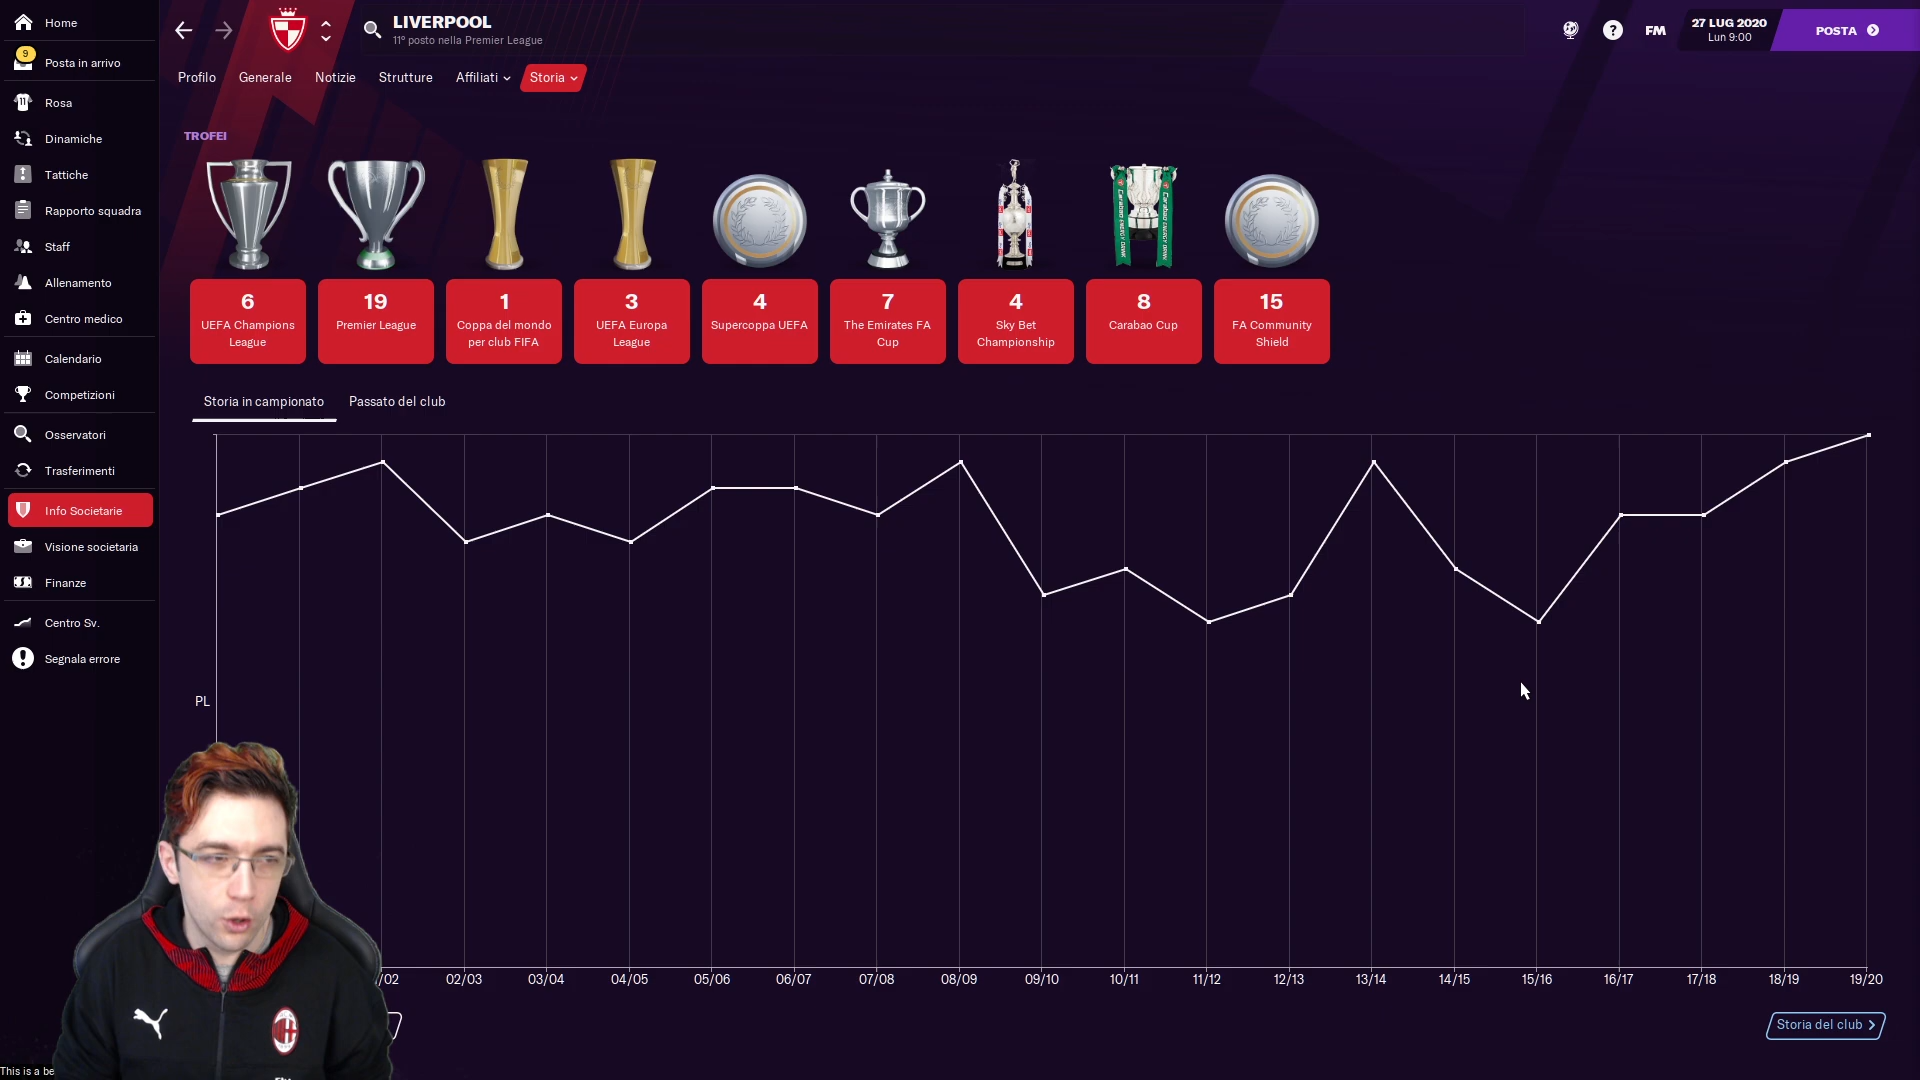 Home
9
Posta in arrivo
Rosa
Dinamiche
Tattiche
Rapporto squadra
Staff
Allenamento
Centro medico
Calendario
Competizioni
Osservatori
Trasferimenti
Info Societarie
Visione societaria
Finanze
Centro Sv.
Segnala errore
LIVERPOOL
11º posto nella Premier League
?
FM
27 LUG 2020
Lun 9:00
POSTA
Profilo Generale Notizie Strutture Affiliati Storia
TROFEI
6
UEFA Champions
League
19
Premier League
1
Coppa del mondo
per club FIFA
3
UEFA Europa
League
4
Supercoppa UEFA
7
The Emirates FA
Cup
4
Sky Bet
Championship
8
Carabao Cup
15
FA Community
Shield
Storia in campionato Passato del club
PL
/02 02/03 03/04 04/05 05/06 06/07 07/08 08/09 09/10 10/11 11/12 12/13 13/14 14/15 15/16 16/17 17/18 18/19 19/20
Storia del club
This is a be